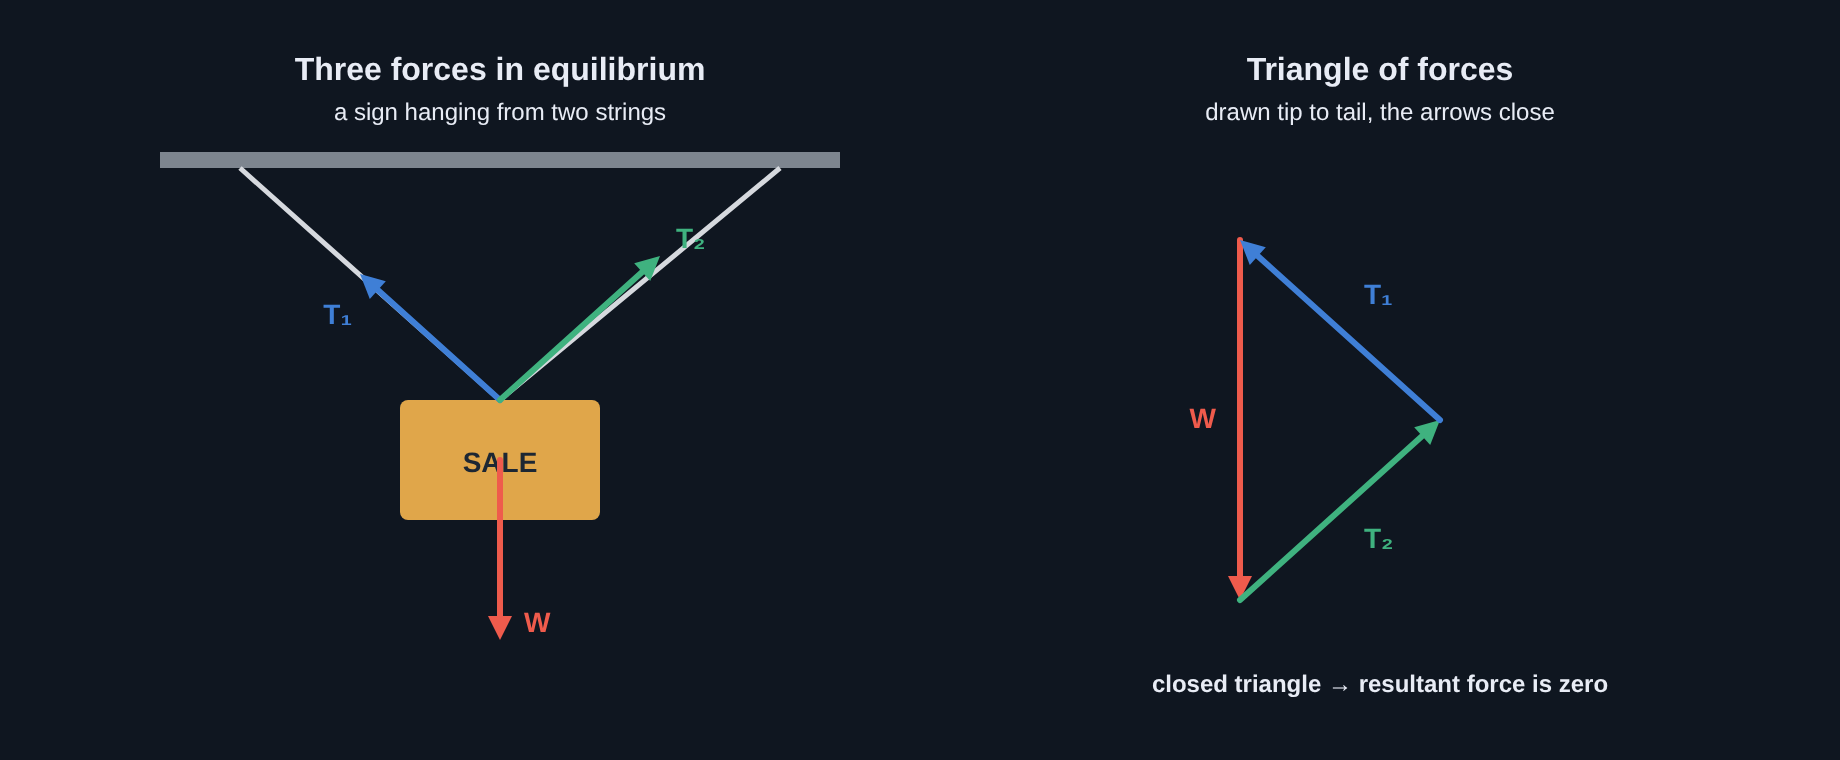 Three forces in equilibrium
a sign hanging from two strings
T₂
T₁
SALE
W
Triangle of forces
drawn tip to tail, the arrows close
T₁
W
T₂
closed triangle → resultant force is zero